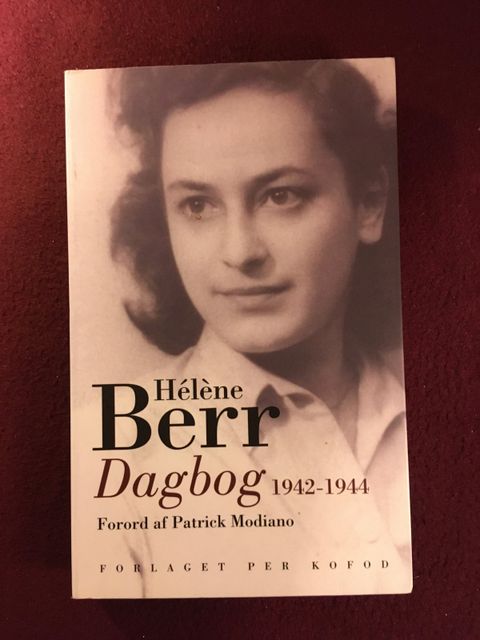 Hélène
Berr
Dagbog 1942-1944
Forord af Patrick Modiano
FORLAGET PER KOFOD